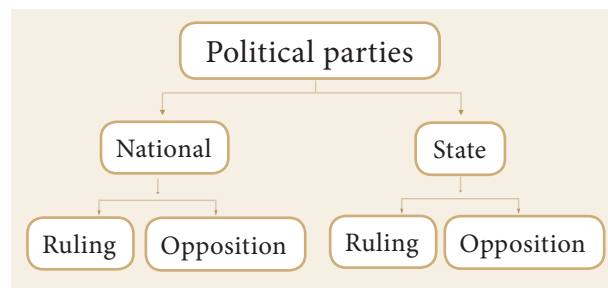 Political parties
National
State
Ruling
Opposition
Ruling
Opposition